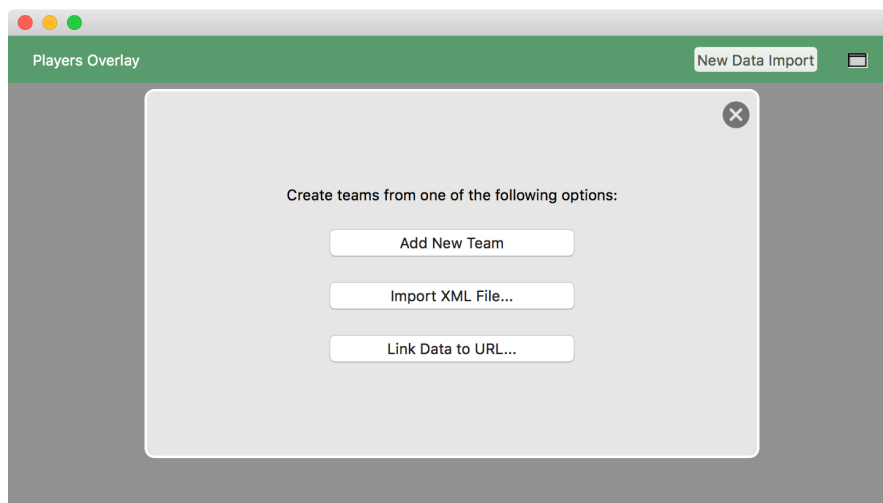 Players Overlay
New Data Import
Create teams from one of the following options:
Add New Team
Import XML File...
Link Data to URL...